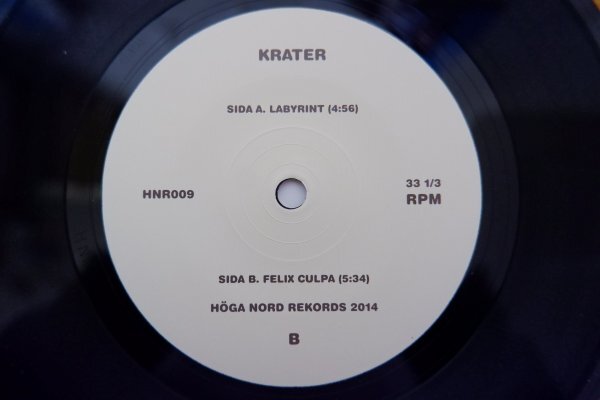 KRATER
SIDA A. LABYRINT (4:56)
HNR009
33 1/3
RPM
SIDA B. FELIX CULPA (5:34)
HÖGA NORD REKORDS 2014
B